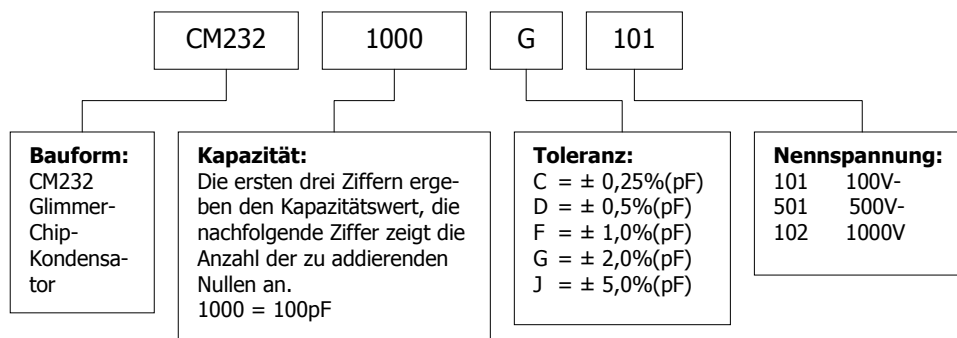 CM232 1000 G 101
Bauform:
CM232
Glimmer-
Chip-
Kondensa-
tor
Kapazität:
Die ersten drei Ziffern erge-
ben den Kapazitätswert, die
nachfolgende Ziffer zeigt die
Anzahl der zu addierenden
Nullen an.
1000 = 100pF
Toleranz:
C = ± 0,25%(pF)
D = ± 0,5%(pF)
F = ± 1,0%(pF)
G = ± 2,0%(pF)
J = ± 5,0%(pF)
Nennspannung:
101 100V-
501 500V-
102 1000V